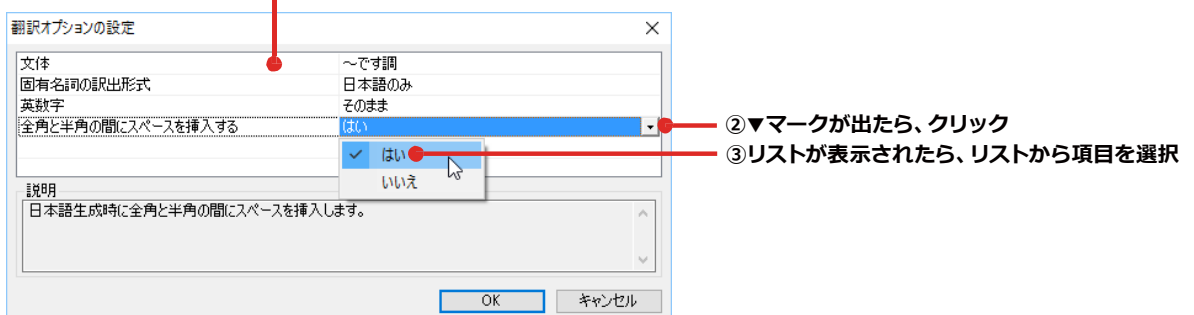 翻訳オプションの設定
文体 ～です調
固有名詞の訳出形式 日本語のみ
英数字 そのまま
全角と半角の間にスペースを挿入する はい
②▼マークが出たら、クリック
はい
③リストが表示されたら、リストから項目を選択
いいえ
説明
日本語生成時に全角と半角の間にスペースを挿入します。
OK キャンセル